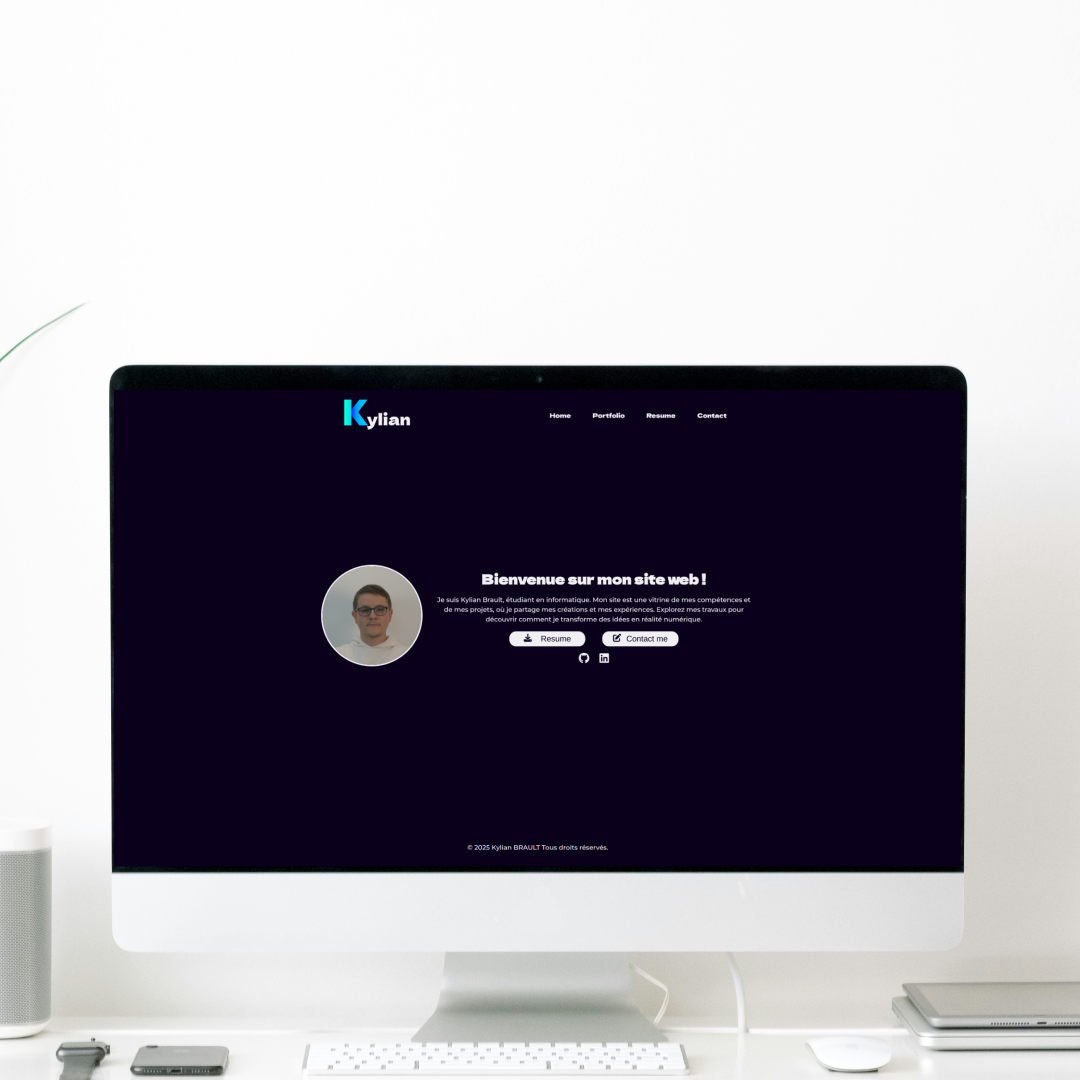 Kylian
Home Portfolio Resume Contact
Bienvenue sur mon site web !
Je suis Kylian Brault, étudiant en informatique. Mon site est une vitrine de mes compétences et
de mes projets, où je partage mes créations et mes expériences. Explorez mes travaux pour
découvrir comment je transforme des idées en réalité numérique.
Resume Contact me
© 2025 Kylian BRAULT Tous droits réservés.